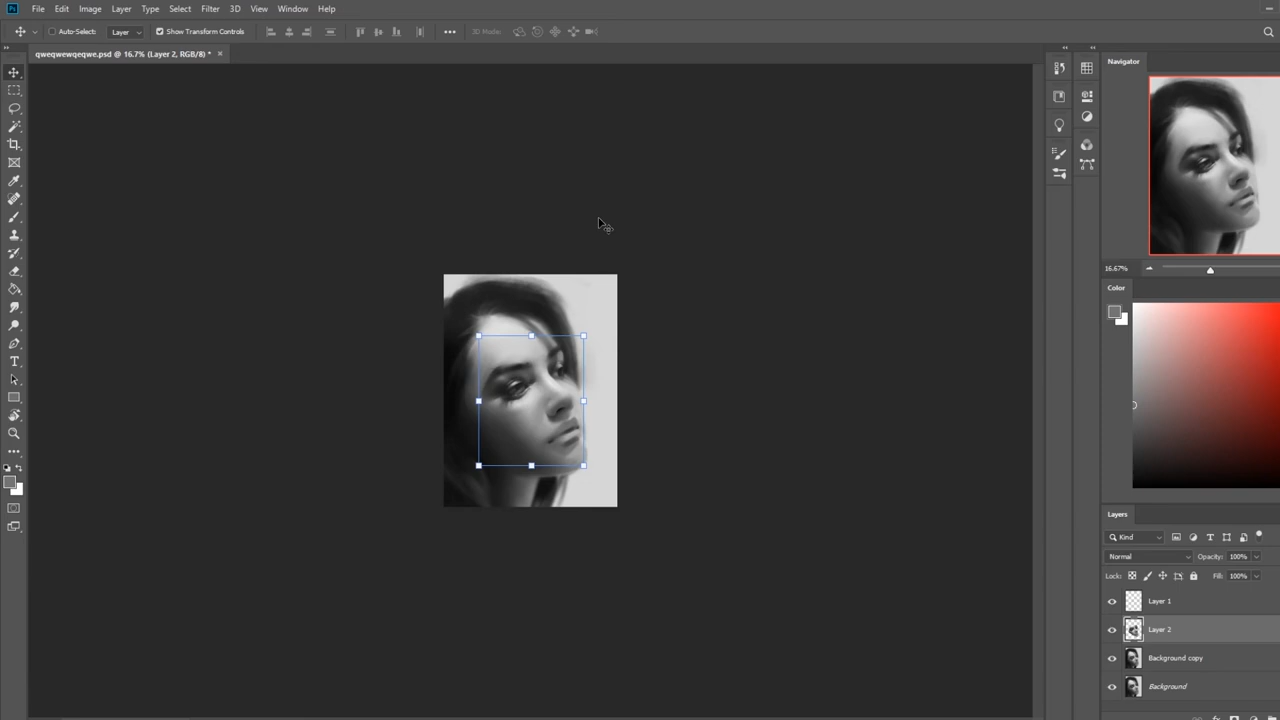 Ps File Edit Image Layer Type Select Filter 3D View Window Help
Auto-Select: Layer Show Transform Controls 3D Mode:
qweqwewqeqwe.psd @ 16.7% (Layer 2, RGB/8) *
Navigator
16.67%
Color
Layers
Kind
Normal Opacity: 100%
Lock: Fill: 100%
Layer 1
Layer 2
Background copy
Background